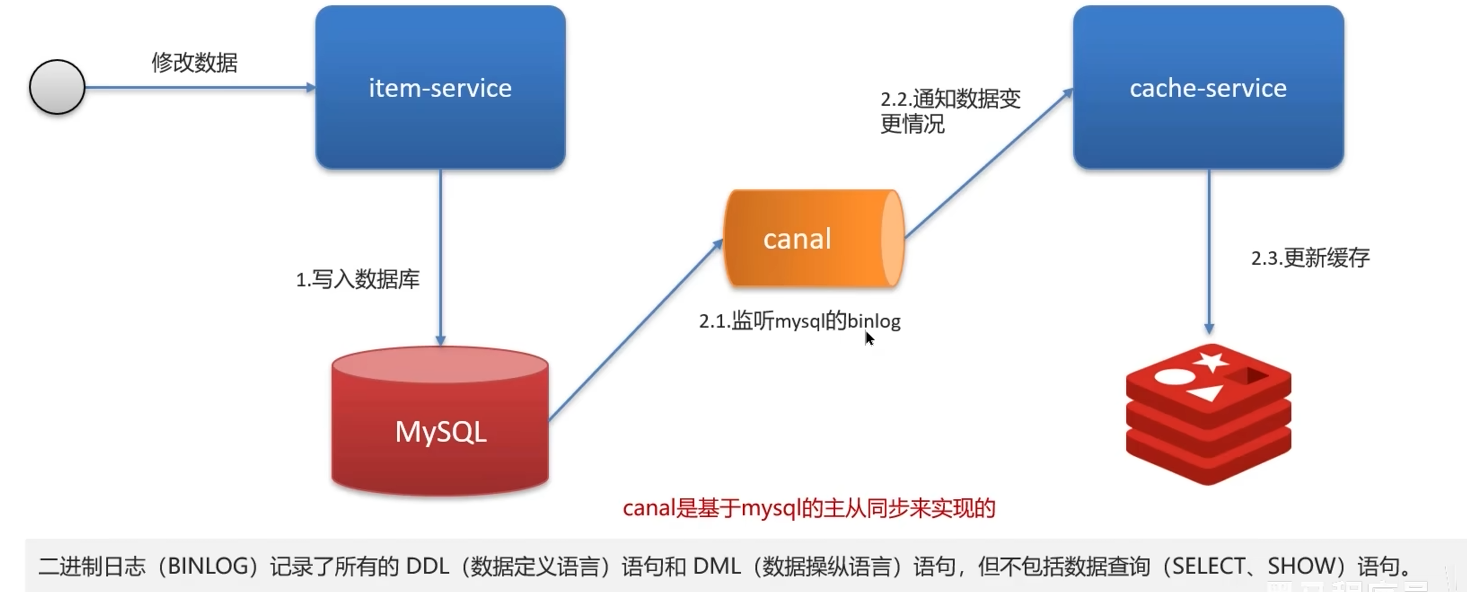 修改数据
item-service
2.2.通知数据变
更情况
cache-service
canal
1.写入数据库
2.3.更新缓存
2.1.监听mysql的binlog
MySQL
canal是基于mysql的主从同步来实现的
二进制日志（BINLOG）记录了所有的 DDL（数据定义语言）语句和 DML（数据操纵语言）语句，但不包括数据查询（SELECT、SHOW）语句。